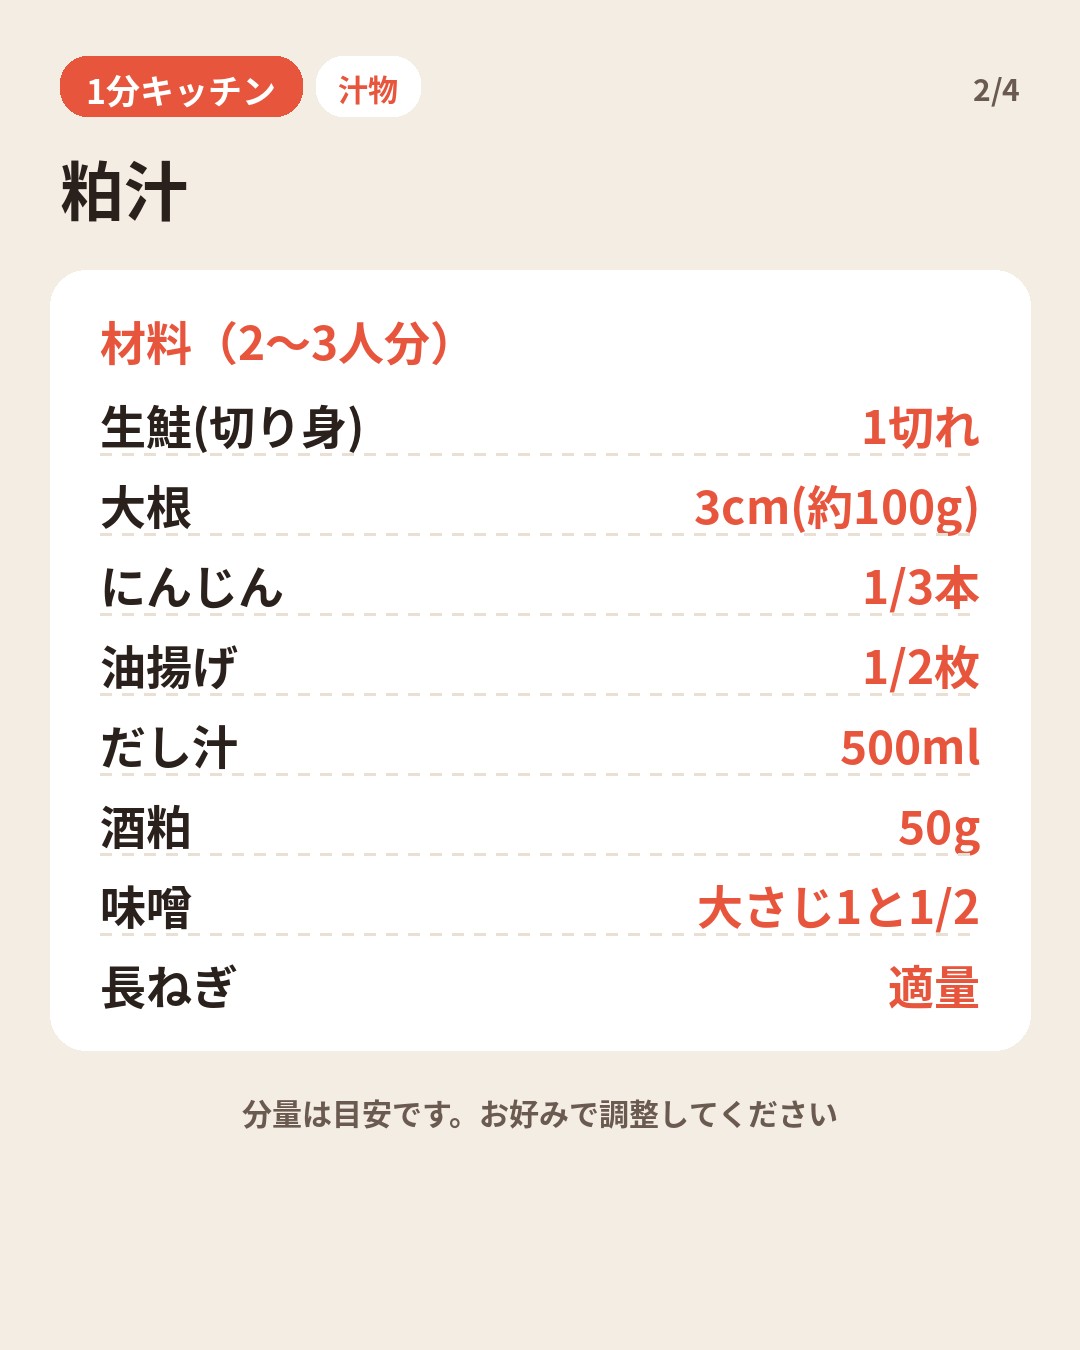 1分キッチン 汁物 2/4
粕汁
材料（2〜3人分）
生鮭(切り身) 1切れ
大根 3cm(約100g)
にんじん 1/3本
油揚げ 1/2枚
だし汁 500ml
酒粕 50g
味噌 大さじ1と1/2
長ねぎ 適量
分量は目安です。お好みで調整してください